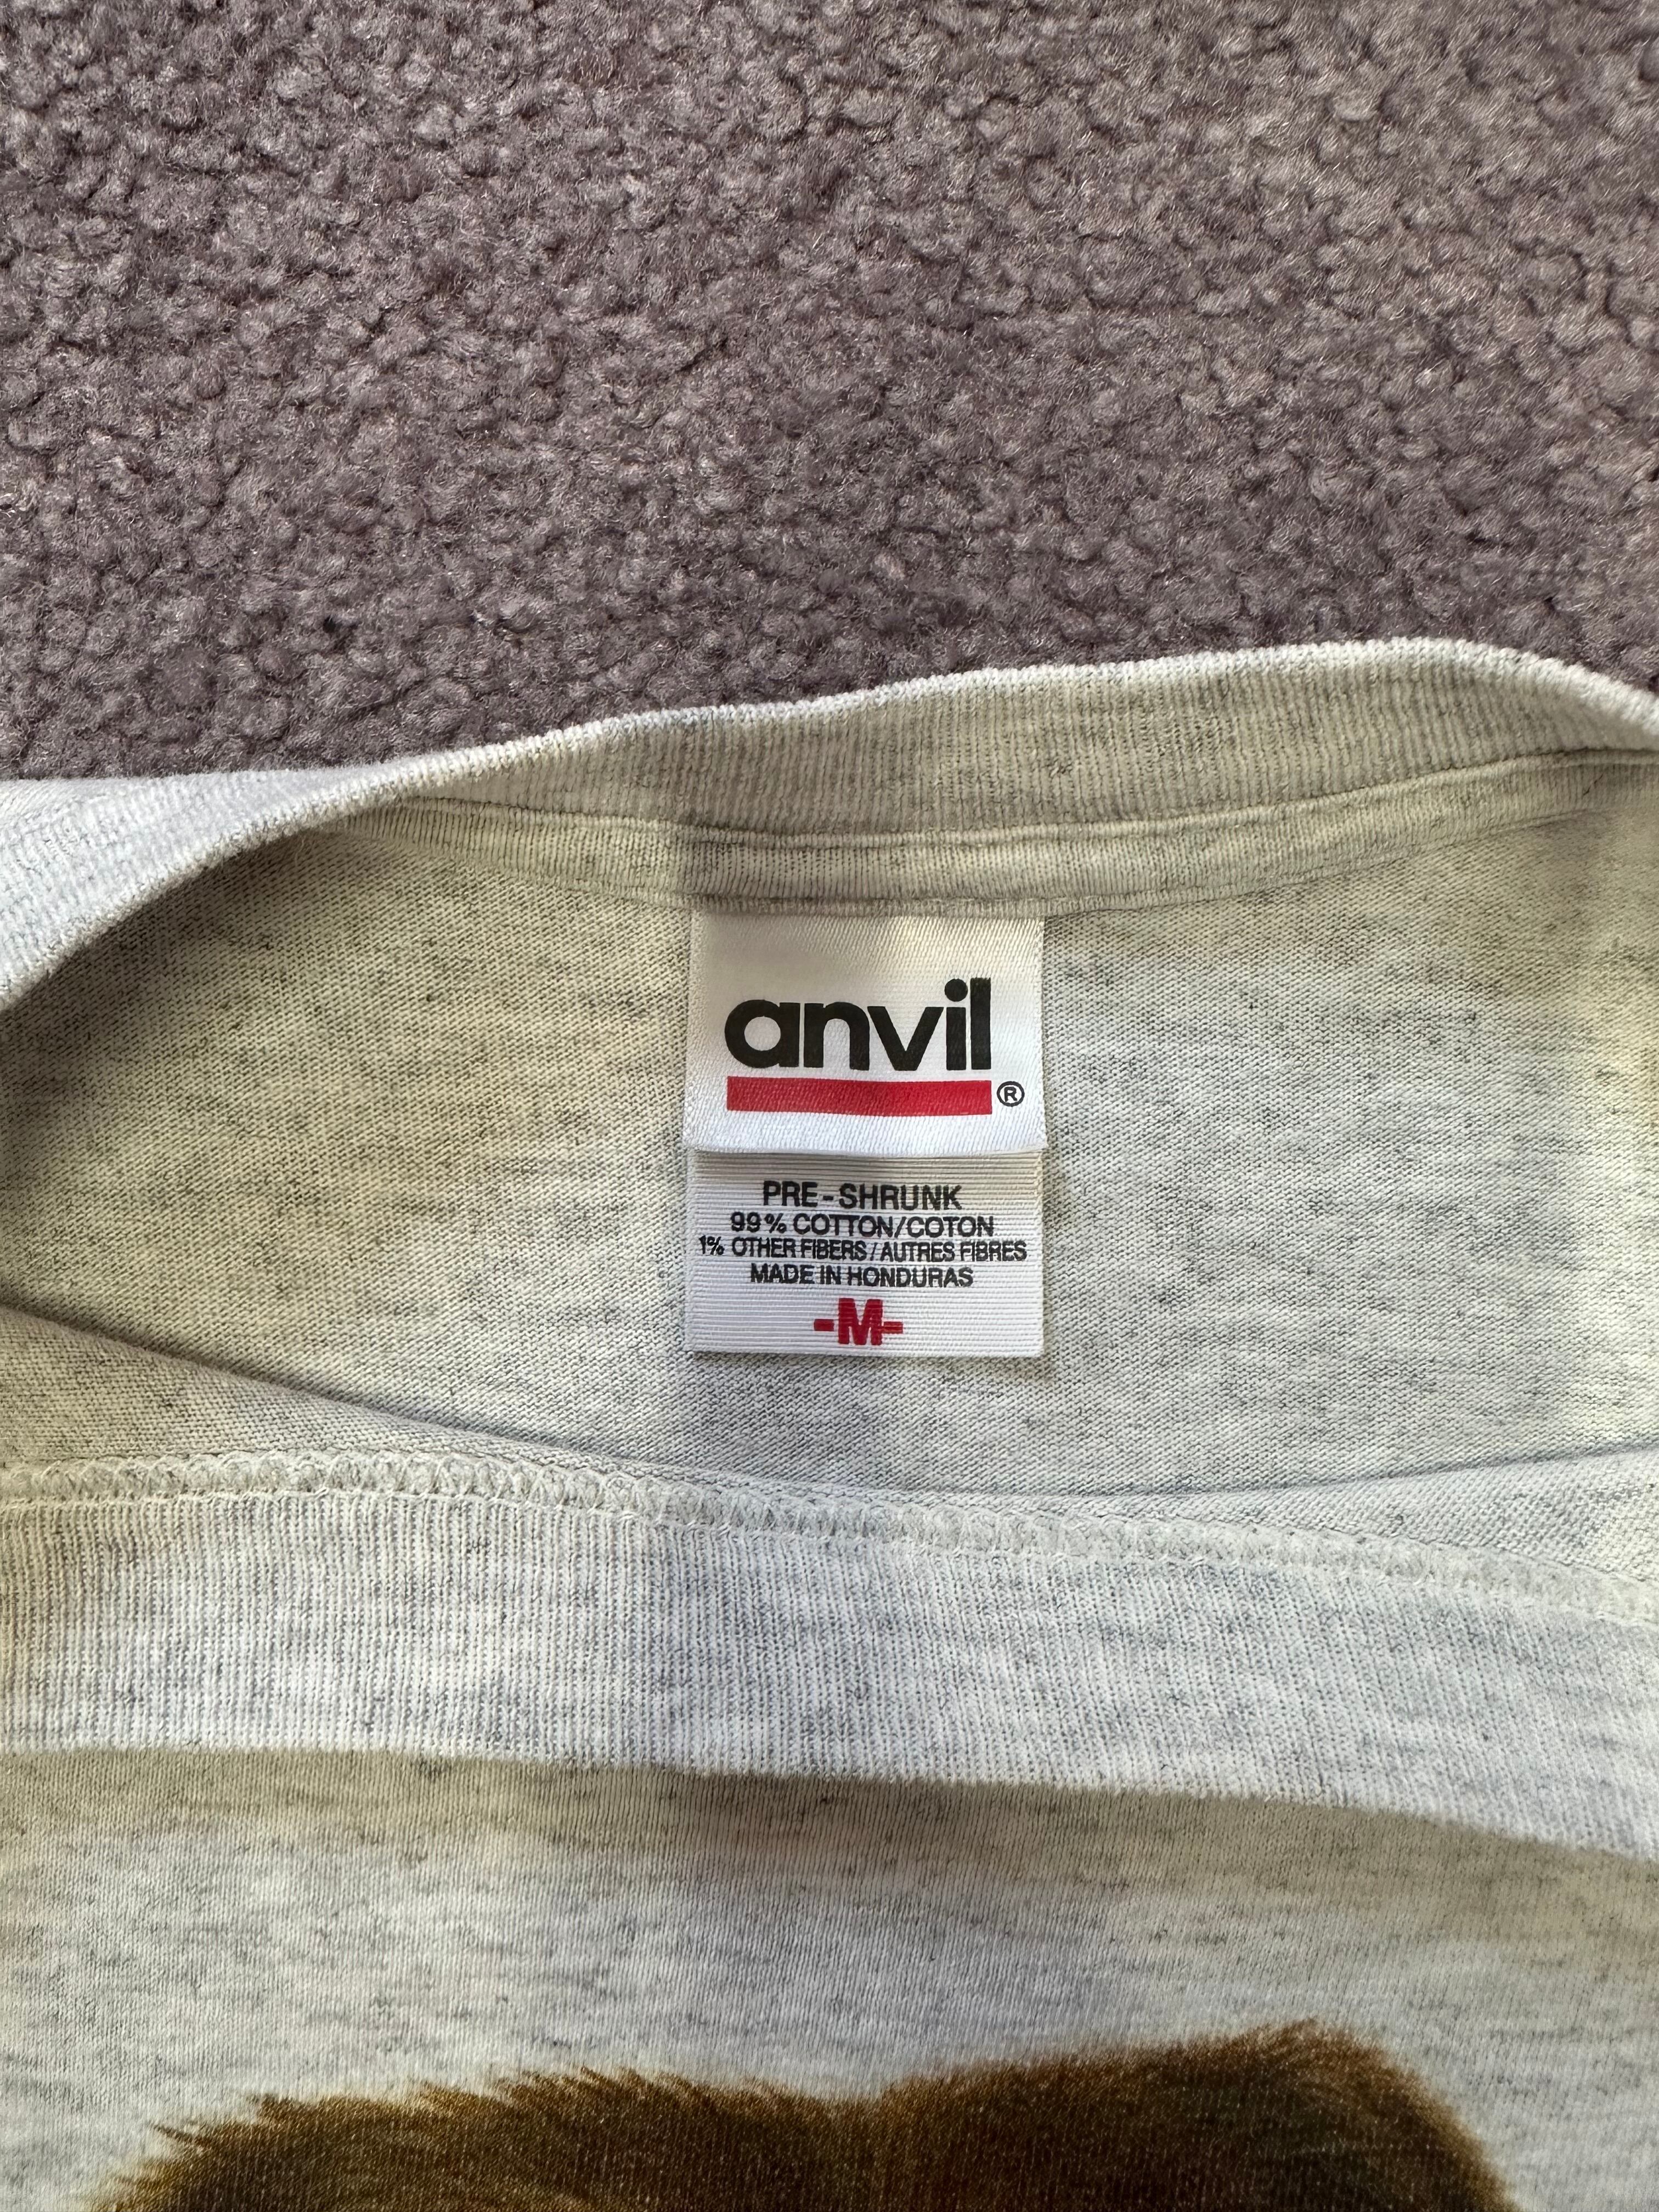 anvil
®
PRE-SHRUNK
99% COTTON/COTON
1% OTHER FIBERS/AUTRES FIBRES
MADE IN HONDURAS
-M-